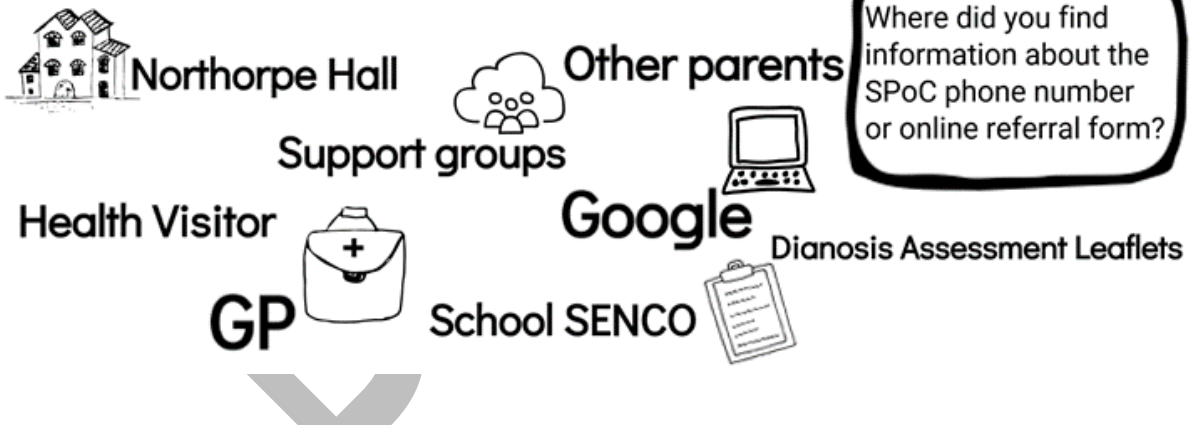 Where did you find
information about the
SPoC phone number
or online referral form?
Northorpe Hall
Other parents
Support groups
Health Visitor
Google
Dianosis Assessment Leaflets
GP
School SENCO